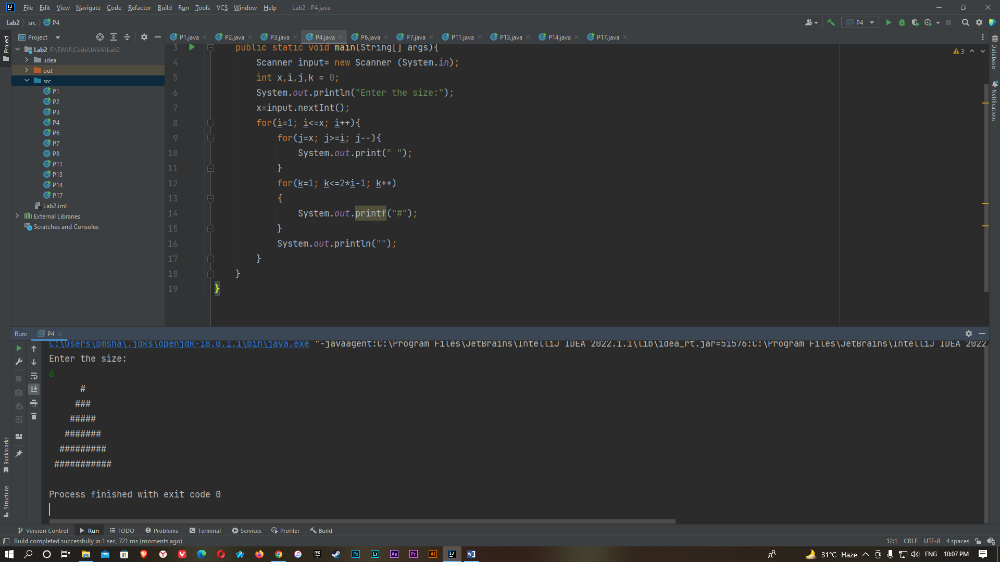 File Edit View Navigate Code Refactor Build Run Tools VCS Window Help Lab2 - P4.java
Lab2 src P4
P4
Project
P1.java P2.java P3.java P4.java P6.java P7.java P11.java P13.java P14.java P17.java
Project
Lab2 F:\EWU\Code\JAVA\Lab2
.idea
out
src
P1
P2
P3
P4
P6
P7
P8
P11
P13
P14
P17
Lab2.iml
External Libraries
Scratches and Consoles
3 public static void main(String[] args){
4 Scanner input= new Scanner (System.in);
5 int x,i,j,k = 0;
6 System.out.println("Enter the size:");
7 x=input.nextInt();
8 for(i=1; i<=x; i++){
9 for(j=x; j>=i; j--){
10 System.out.print(" ");
11 }
12 for(k=1; k<=2*i-1; k++)
13 {
14 System.out.printf("#");
15 }
16 System.out.println("");
17 }
18 }
19 }
3
Database
Notifications
Run: P4
C:\Users\bmsha\.jdks\openjdk-18.0.1.1\bin\java.exe "-javaagent:C:\Program Files\JetBrains\IntelliJ IDEA 2022.1.1\lib\idea_rt.jar=51576:C:\Program Files\JetBrains\IntelliJ IDEA 2022.
Enter the size:
6
#
###
#####
#######
#########
###########
Process finished with exit code 0
Bookmarks
Structure
Version Control Run TODO Problems Terminal Services Profiler Build
Build completed successfully in 1 sec, 721 ms (moments ago)
12:1 CRLF UTF-8 4 spaces
EPIC Ps Lr Ae Pr Ai IJ
31°C Haze ENG 10:07 PM